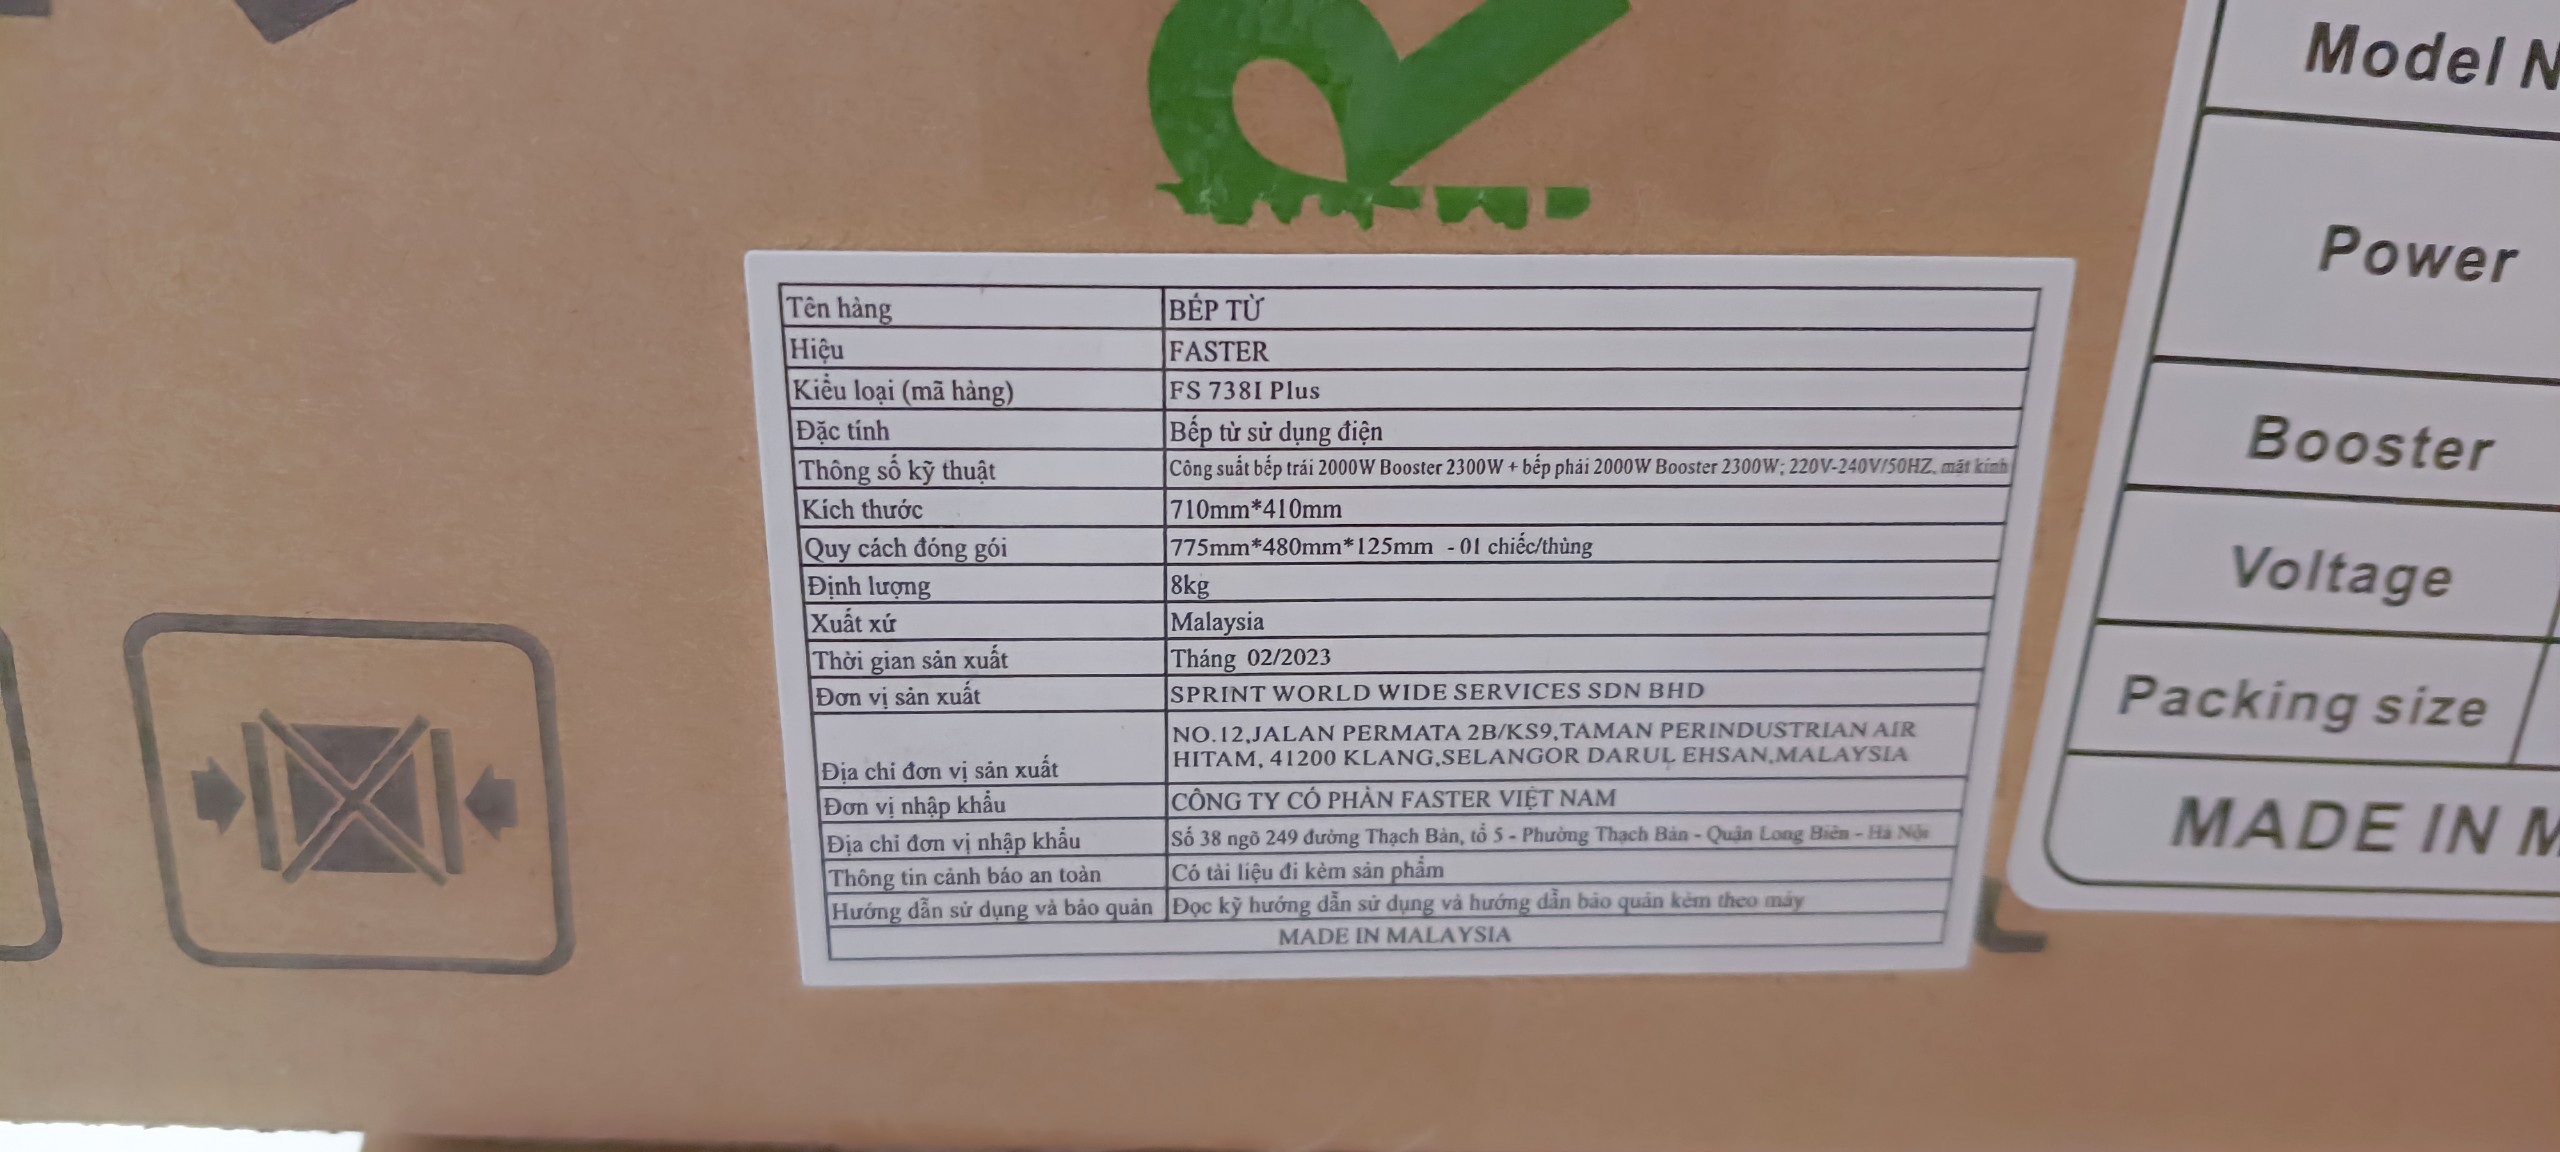 Tên hàng BẾP TỪ
Hiệu FASTER
Kiểu loại (mã hàng) FS 738I Plus
Đặc tính Bếp từ sử dụng điện
Thông số kỹ thuật Công suất bếp trái 2000W Booster 2300W + bếp phải 2000W Booster 2300W; 220V-240V/50HZ, mặt kính
Kích thước 710mm*410mm
Quy cách đóng gói 775mm*480mm*125mm - 01 chiếc/thùng
Định lượng 8kg
Xuất xứ Malaysia
Thời gian sản xuất Tháng 02/2023
Đơn vị sản xuất SPRINT WORLD WIDE SERVICES SDN BHD
Địa chỉ đơn vị sản xuất NO.12,JALAN PERMATA 2B/KS9,TAMAN PERINDUSTRIAN AIR
HITAM, 41200 KLANG,SELANGOR DARUL EHSAN,MALAYSIA
Đơn vị nhập khẩu CÔNG TY CỔ PHẦN FASTER VIỆT NAM
Địa chỉ đơn vị nhập khẩu Số 38 ngõ 249 đường Thạch Bàn, tổ 5 - Phường Thạch Bàn - Quận Long Biên - Hà Nội
Thông tin cảnh báo an toàn Có tài liệu đi kèm sản phẩm
Hướng dẫn sử dụng và bảo quản Đọc kỹ hướng dẫn sử dụng và hướng dẫn bảo quản kèm theo máy
MADE IN MALAYSIA
Model N
Power
Booster
Voltage
Packing size
MADE IN M